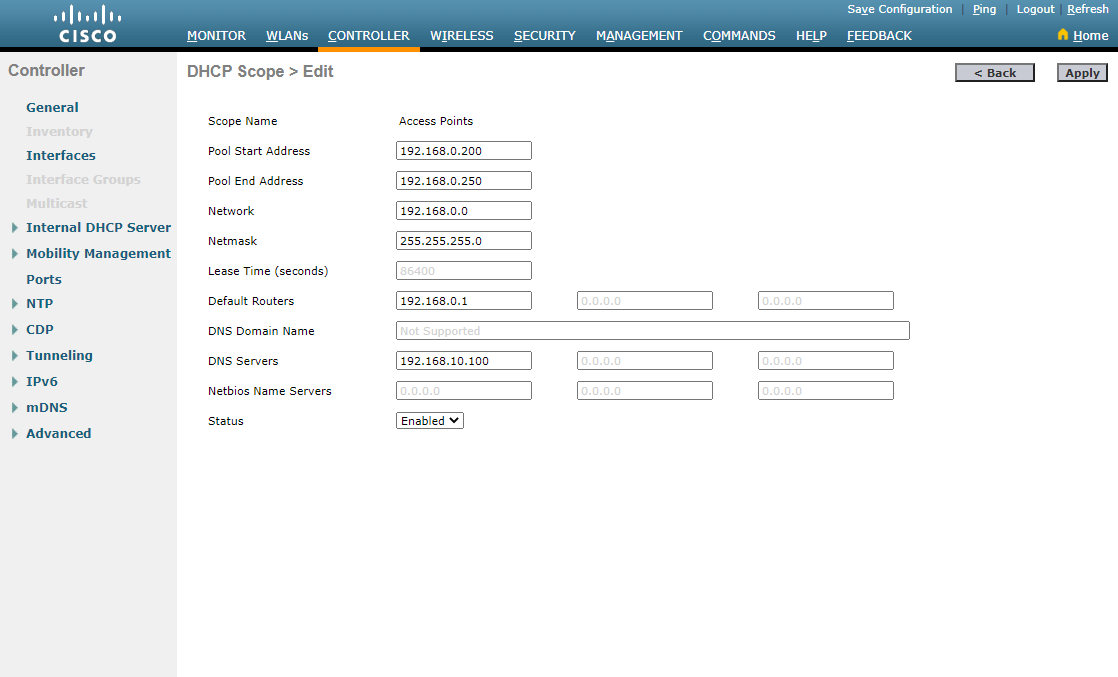 Save Configuration | Ping | Logout | Refresh
CISCO
MONITOR WLANs CONTROLLER WIRELESS SECURITY MANAGEMENT COMMANDS HELP FEEDBACK Home
Controller
General
Inventory
Interfaces
Interface Groups
Multicast
Internal DHCP Server
Mobility Management
Ports
NTP
CDP
Tunneling
IPv6
mDNS
Advanced
DHCP Scope > Edit
< Back Apply
Scope Name Access Points
Pool Start Address 192.168.0.200
Pool End Address 192.168.0.250
Network 192.168.0.0
Netmask 255.255.255.0
Lease Time (seconds) 86400
Default Routers 192.168.0.1 0.0.0.0 0.0.0.0
DNS Domain Name Not Supported
DNS Servers 192.168.10.100 0.0.0.0 0.0.0.0
Netbios Name Servers 0.0.0.0 0.0.0.0 0.0.0.0
Status Enabled